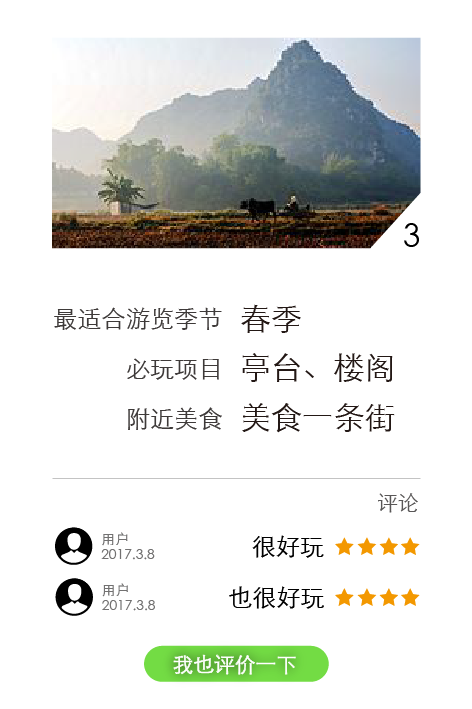 3
最适合游览季节 春季
必玩项目 亭台、楼阁
附近美食 美食一条街
评论
用户
2017.3.8
很好玩
用户
2017.3.8
也很好玩
我也评价一下